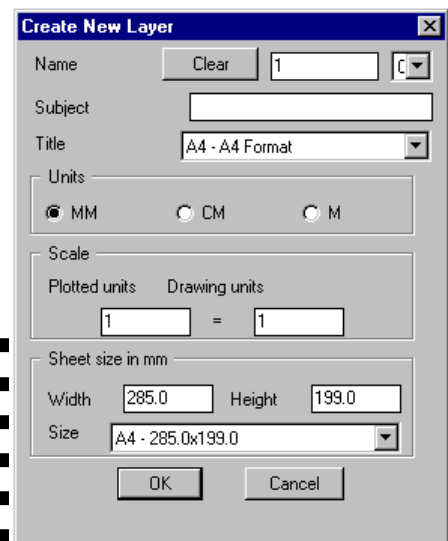 Create New Layer
Name Clear 1
Subject
Title A4 - A4 Format
Units
MM CM M
Scale
Plotted units Drawing units
1 = 1
Sheet size in mm
Width 285.0 Height 199.0
Size A4 - 285.0x199.0
OK Cancel